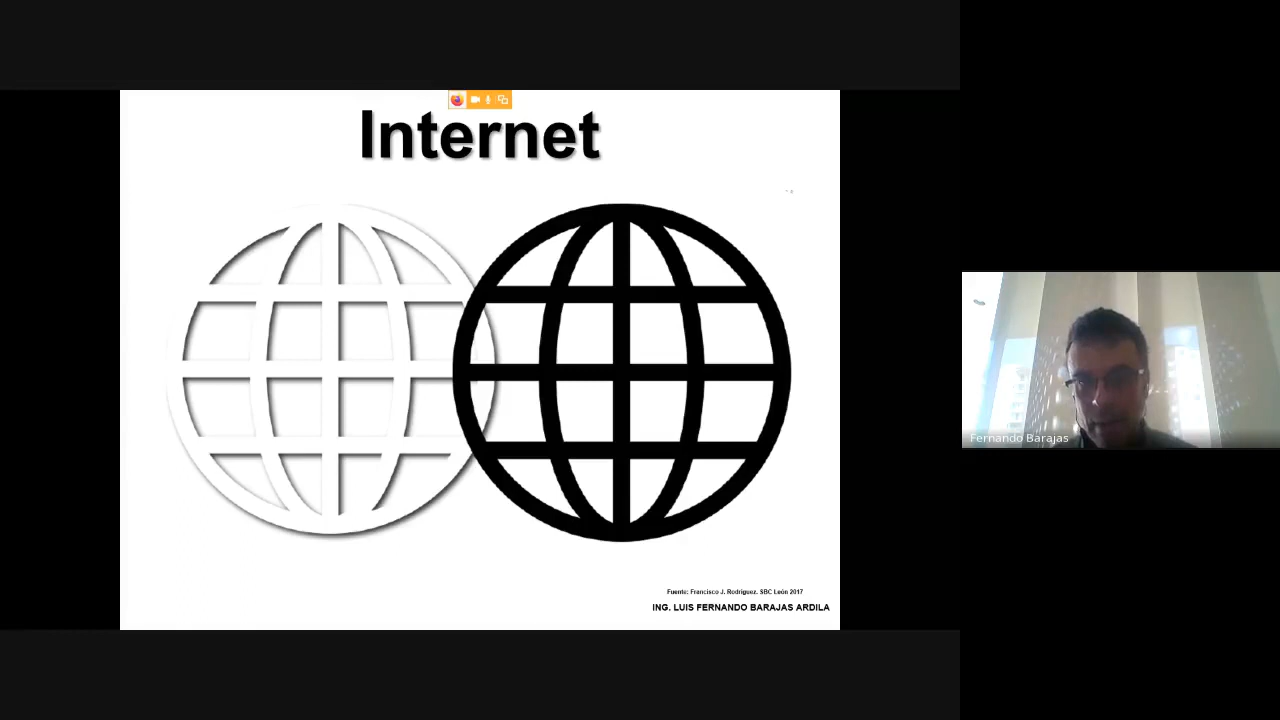 Internet
Fuente: Francisco J. Rodríguez. SBC León 2017
ING. LUIS FERNANDO BARAJAS ARDILA
Fernando Barajas